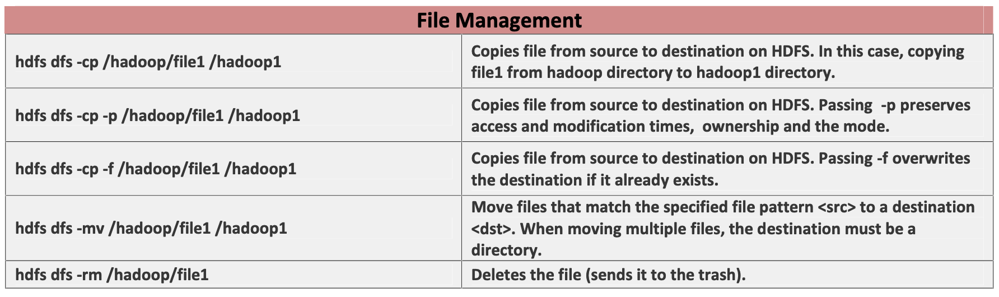 File Management
hdfs dfs -cp /hadoop/file1 /hadoop1
Copies file from source to destination on HDFS. In this case, copying
file1 from hadoop directory to hadoop1 directory.
hdfs dfs -cp -p /hadoop/file1 /hadoop1
Copies file from source to destination on HDFS. Passing  -p preserves
access and modification times,  ownership and the mode.
hdfs dfs -cp -f /hadoop/file1 /hadoop1
Copies file from source to destination on HDFS. Passing -f overwrites
the destination if it already exists.
hdfs dfs -mv /hadoop/file1 /hadoop1
Move files that match the specified file pattern <src> to a destination
<dst>. When moving multiple files, the destination must be a
directory.
hdfs dfs -rm /hadoop/file1
Deletes the file (sends it to the trash).